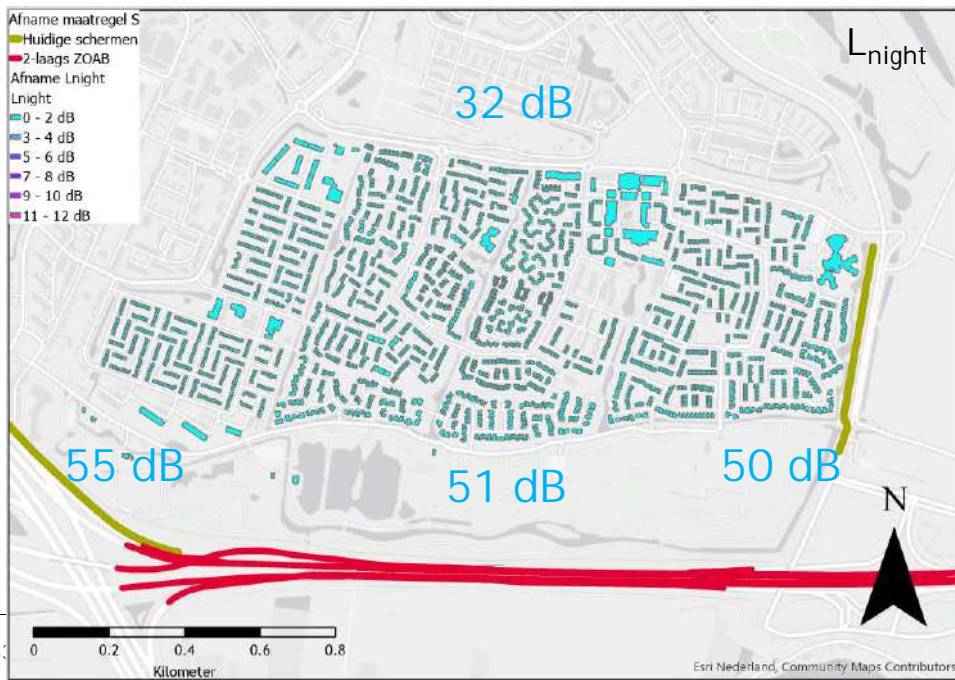 Afname maatregel S
Huidige schermen
2-laags ZOAB
Afname Lnight
Lnight
0 - 2 dB
3 - 4 dB
5 - 6 dB
7 - 8 dB
9 - 10 dB
11 - 12 dB
Lnight
32 dB
55 dB
51 dB
50 dB
N
0 0.2 0.4 0.6 0.8
Kilometer
Esri Nederland, Community Maps Contributors